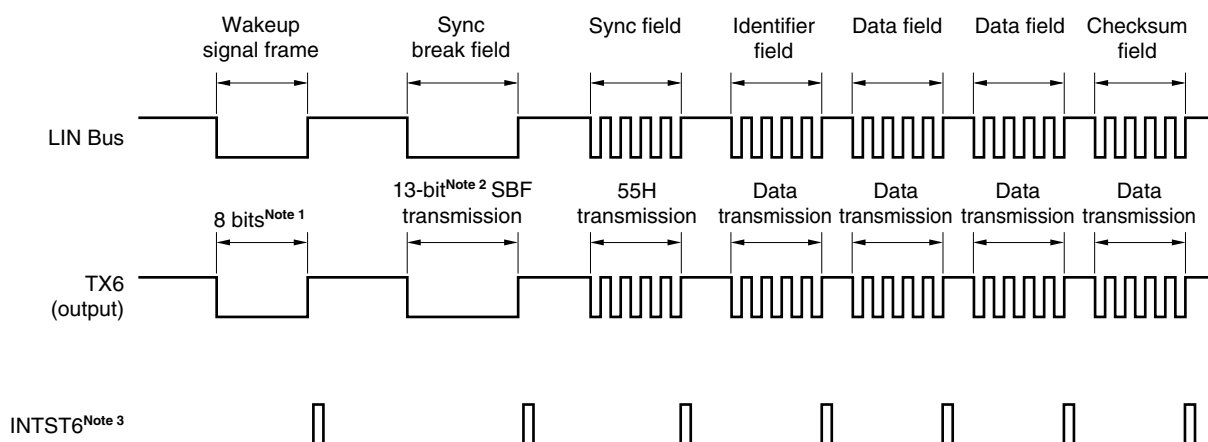 Wakeup
signal frame
Sync
break field
Sync field
Identifier
field
Data field
Data field
Checksum
field
LIN Bus
8 bitsNote 1
13-bitNote 2 SBF
transmission
55H
transmission
Data
transmission
Data
transmission
Data
transmission
Data
transmission
TX6
(output)
INTST6Note 3